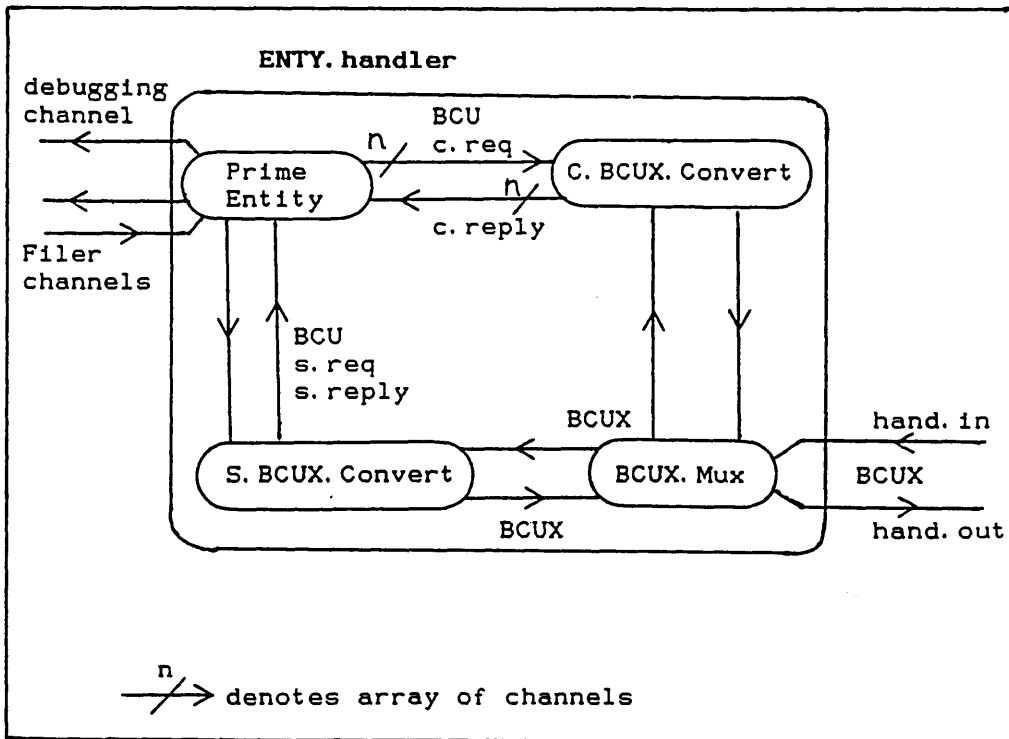 ENTY. handler
debugging
channel
BCU
n
c. req
Prime
Entity
C. BCUX. Convert
n
c. reply
Filer
channels
BCU
s. req
s. reply
BCUX
hand. in
S. BCUX. Convert
BCUX. Mux
BCUX
BCUX
hand. out
n
denotes array of channels